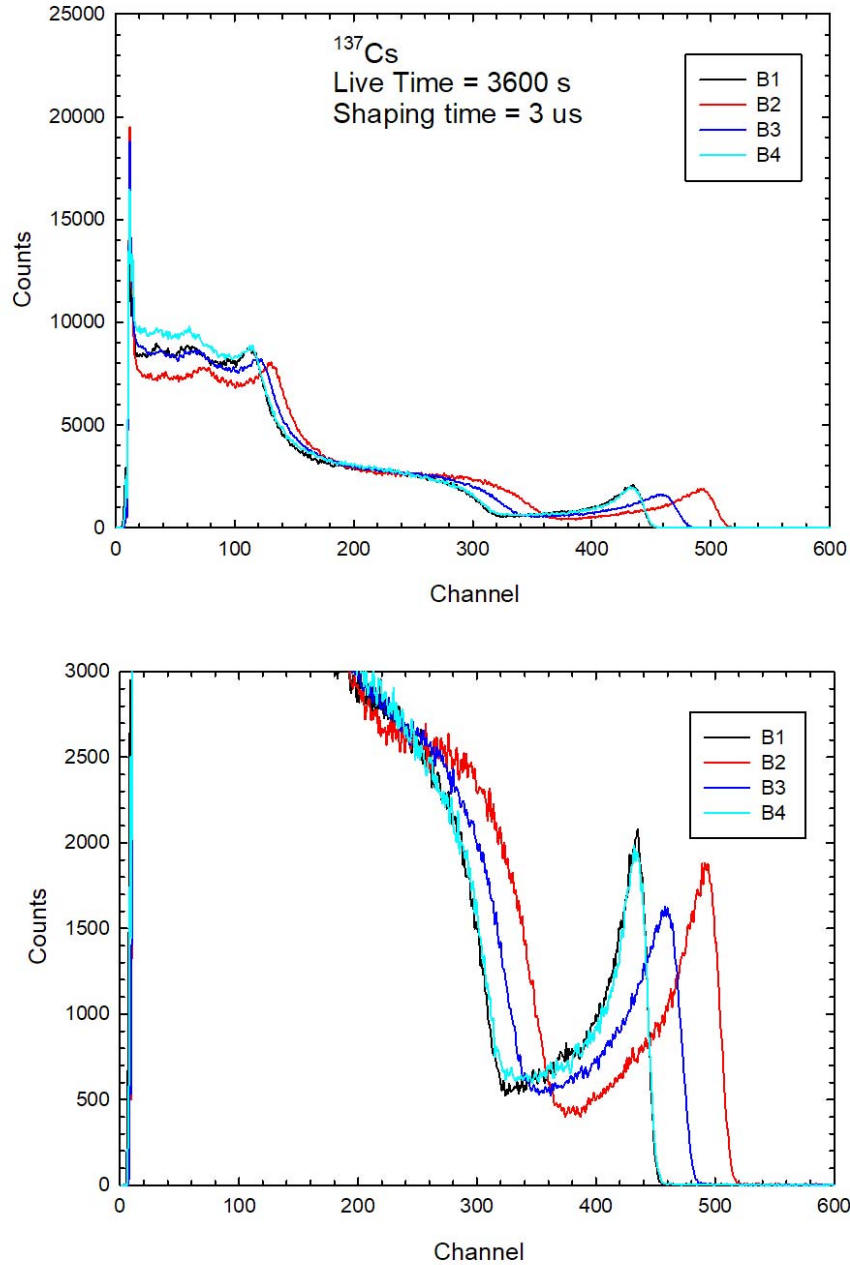 25000
20000
15000
10000
5000
0
Counts
¹³⁷Cs
Live Time = 3600 s
Shaping time = 3 us
B1
B2
B3
B4
0 100 200 300 400 500 600
Channel
3000
2500
2000
1500
1000
500
0
Counts
B1
B2
B3
B4
0 100 200 300 400 500 600
Channel